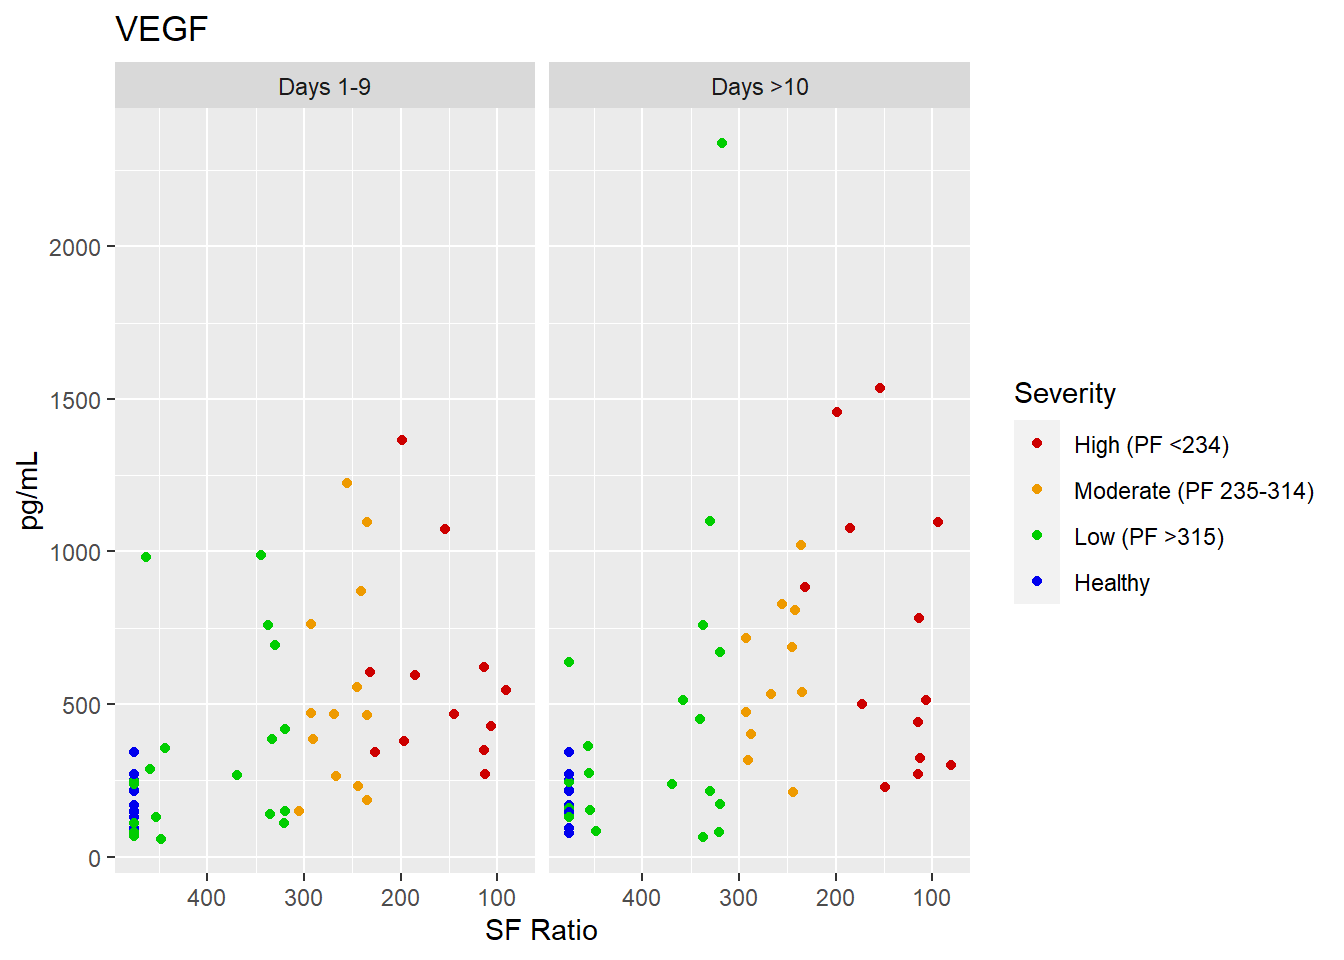 VEGF
Days 1-9
Days >10
2000
1500
1000
500
0
pg/mL
400 300 200 100
400 300 200 100
SF Ratio
Severity
High (PF <234)
Moderate (PF 235-314)
Low (PF >315)
Healthy